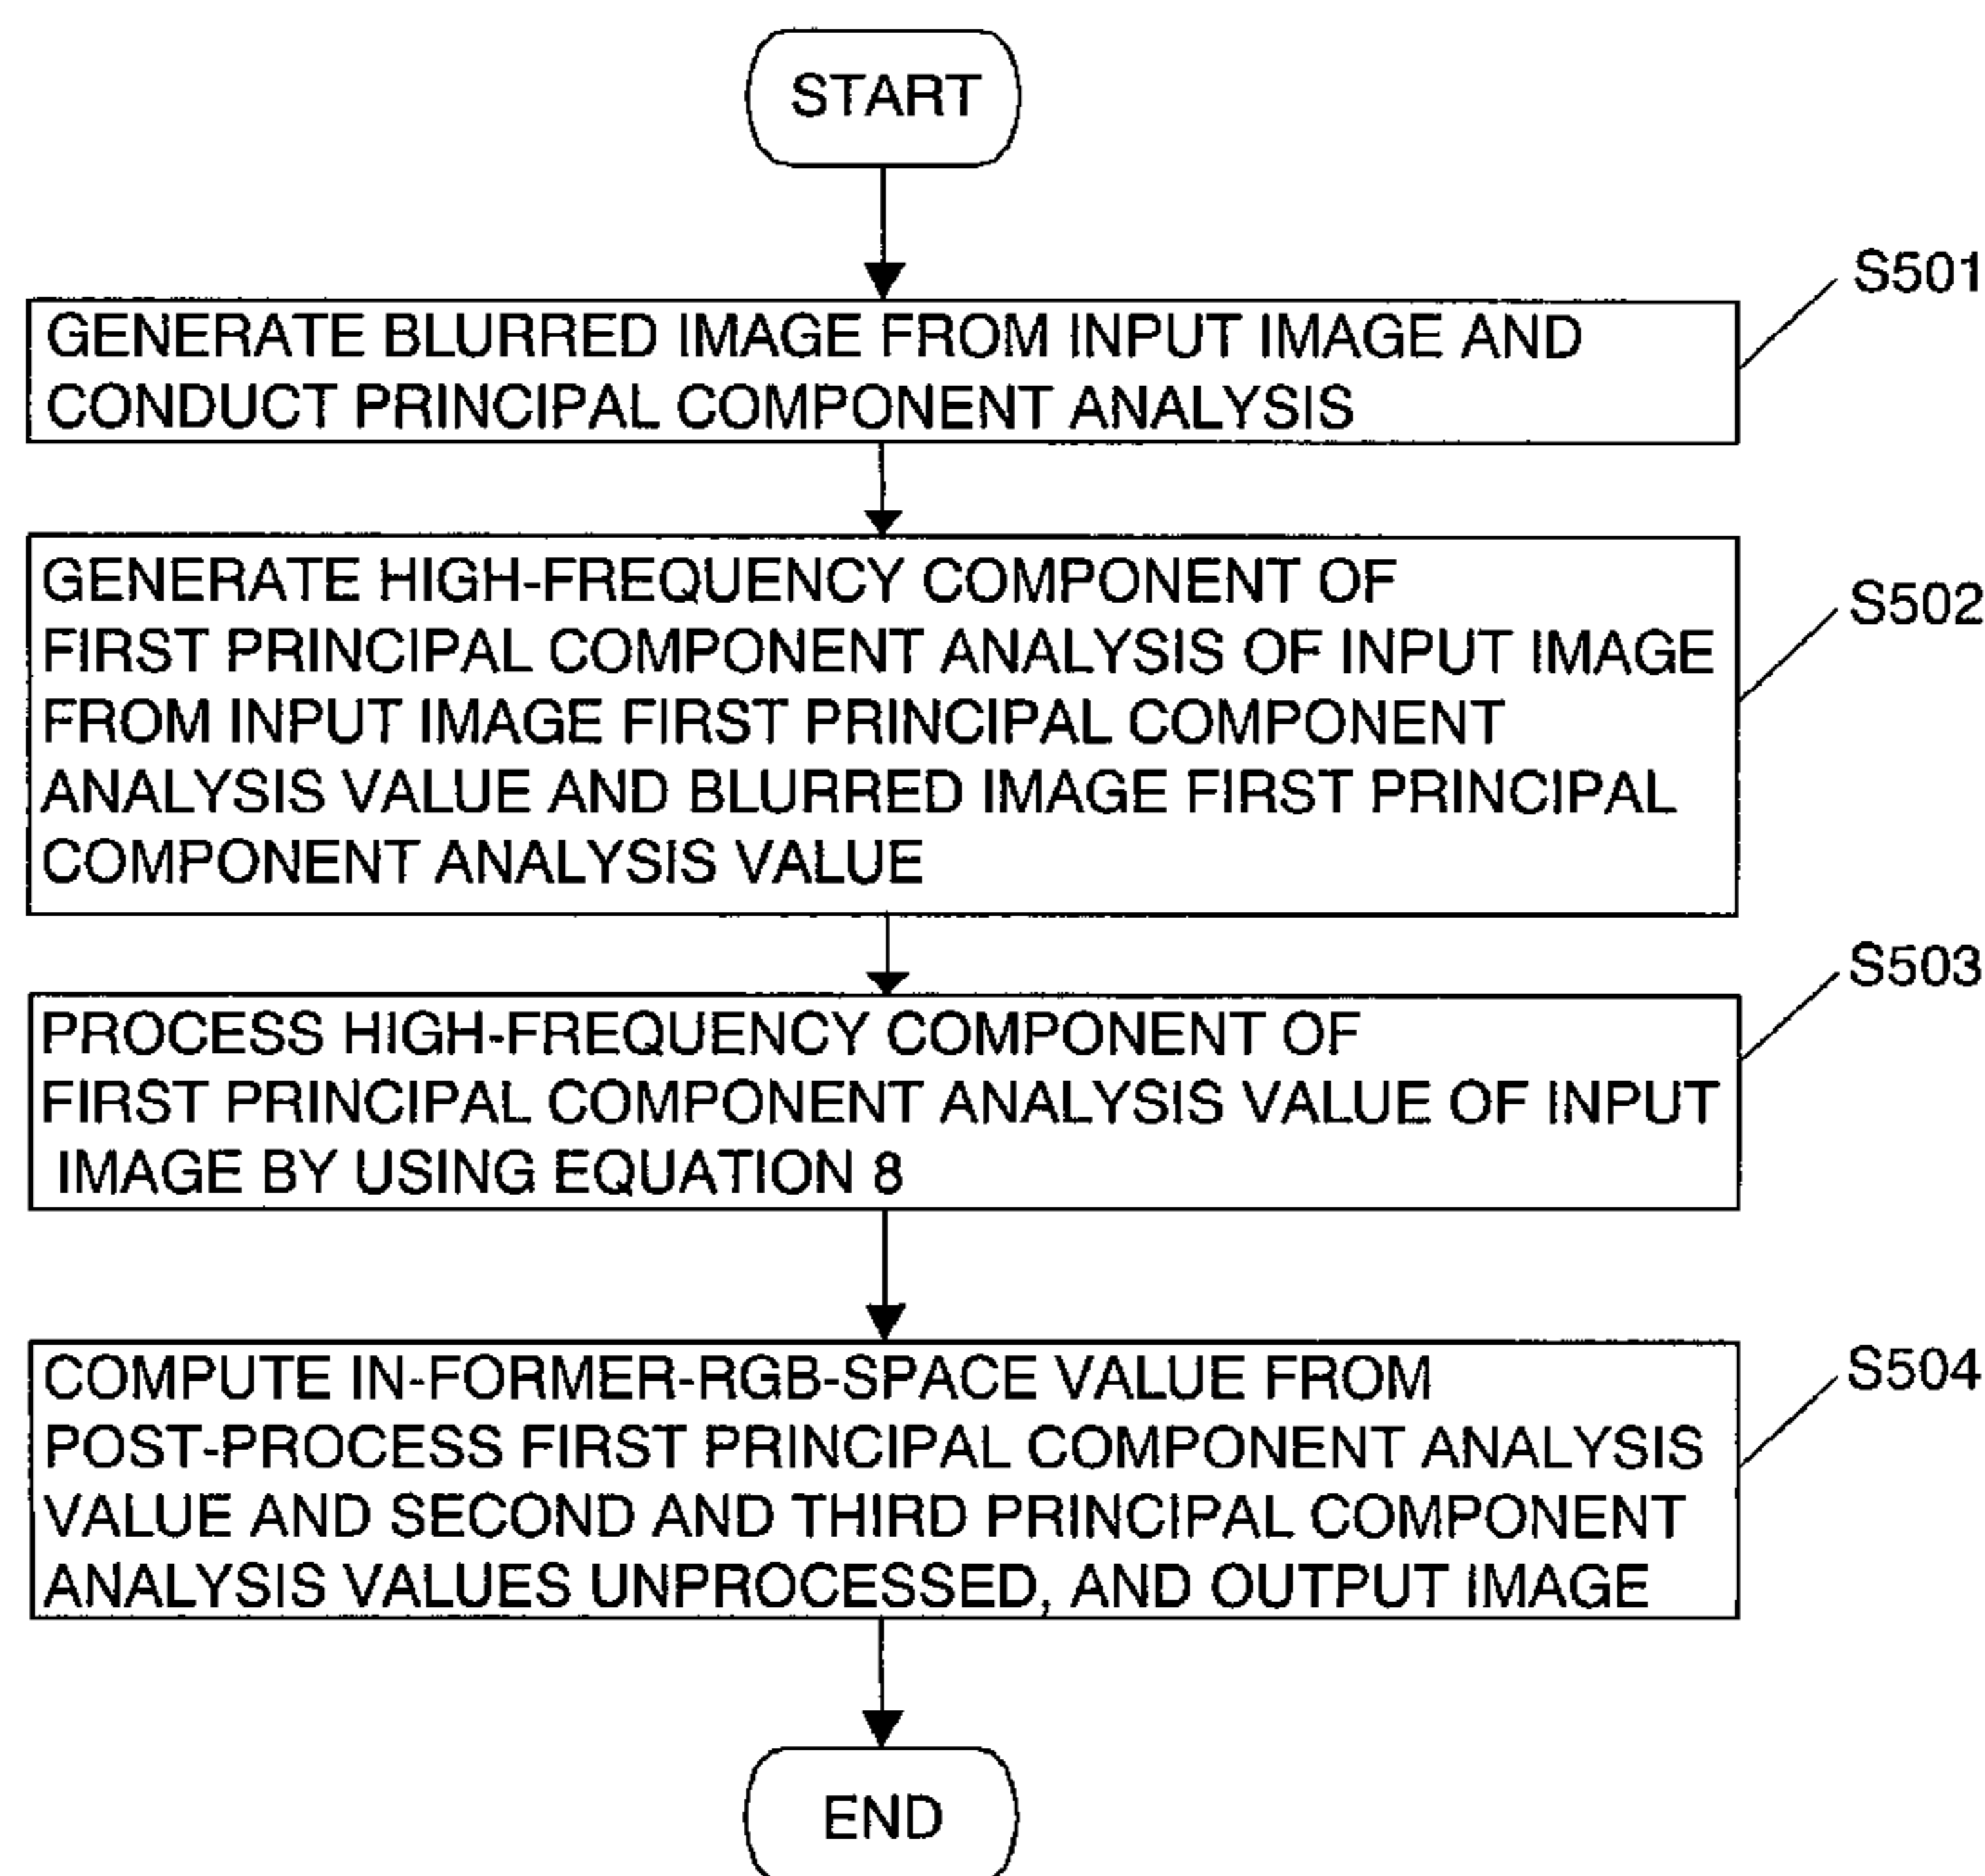 START
S501
GENERATE BLURRED IMAGE FROM INPUT IMAGE AND
CONDUCT PRINCIPAL COMPONENT ANALYSIS
S502
GENERATE HIGH-FREQUENCY COMPONENT OF
FIRST PRINCIPAL COMPONENT ANALYSIS OF INPUT IMAGE
FROM INPUT IMAGE FIRST PRINCIPAL COMPONENT
ANALYSIS VALUE AND BLURRED IMAGE FIRST PRINCIPAL
COMPONENT ANALYSIS VALUE
S503
PROCESS HIGH-FREQUENCY COMPONENT OF
FIRST PRINCIPAL COMPONENT ANALYSIS VALUE OF INPUT
IMAGE BY USING EQUATION 8
S504
COMPUTE IN-FORMER-RGB-SPACE VALUE FROM
POST-PROCESS FIRST PRINCIPAL COMPONENT ANALYSIS
VALUE AND SECOND AND THIRD PRINCIPAL COMPONENT
ANALYSIS VALUES UNPROCESSED, AND OUTPUT IMAGE
END